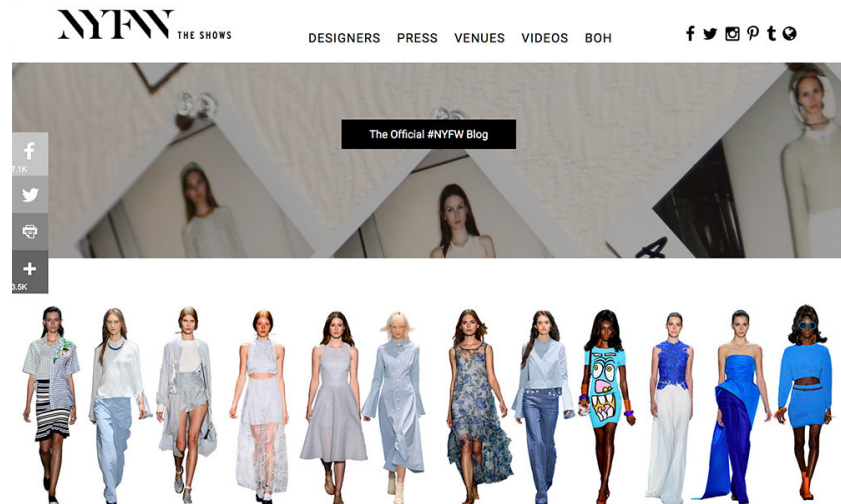 NYFW THE SHOWS
DESIGNERS PRESS VENUES VIDEOS BOH
The Official #NYFW Blog
7.1K
3.5K